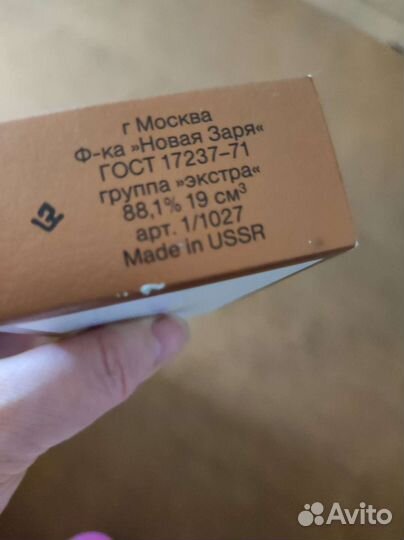 г Москва
Ф-ка »Новая Заря«
ГОСТ 17237–71
группа »экстра«
88,1% 19 см³
арт. 1/1027
Made in USSR
Avito